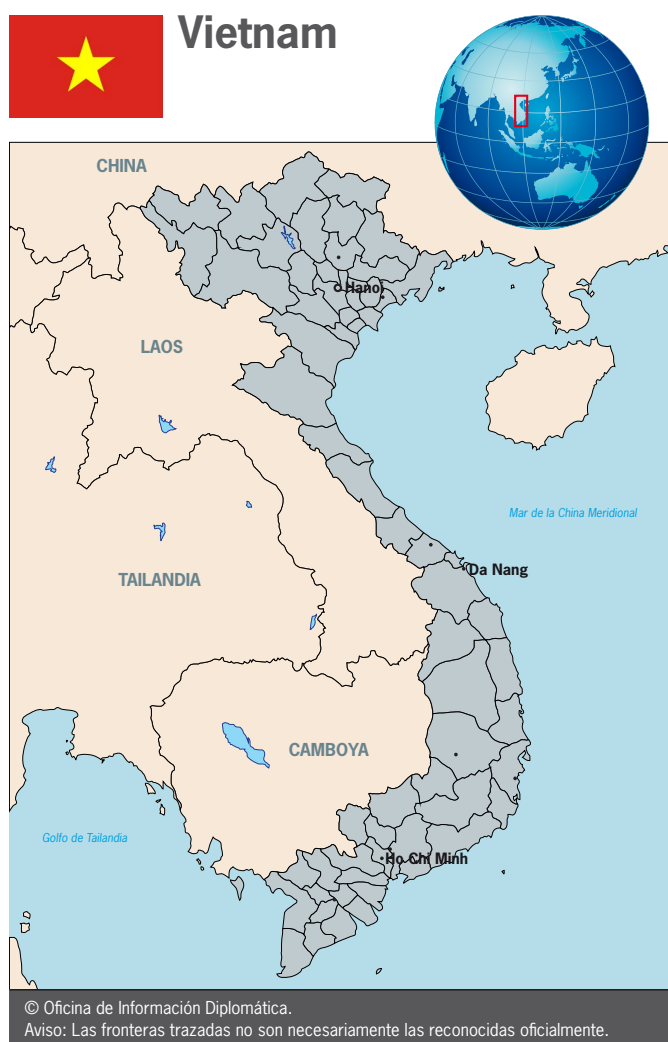 Vietnam
CHINA
Hanoi
LAOS
Mar de la China Meridional
Da Nang
TAILANDIA
CAMBOYA
Golfo de Tailandia
Ho Chi Minh
© Oficina de Información Diplomática.
Aviso: Las fronteras trazadas no son necesariamente las reconocidas oficialmente.